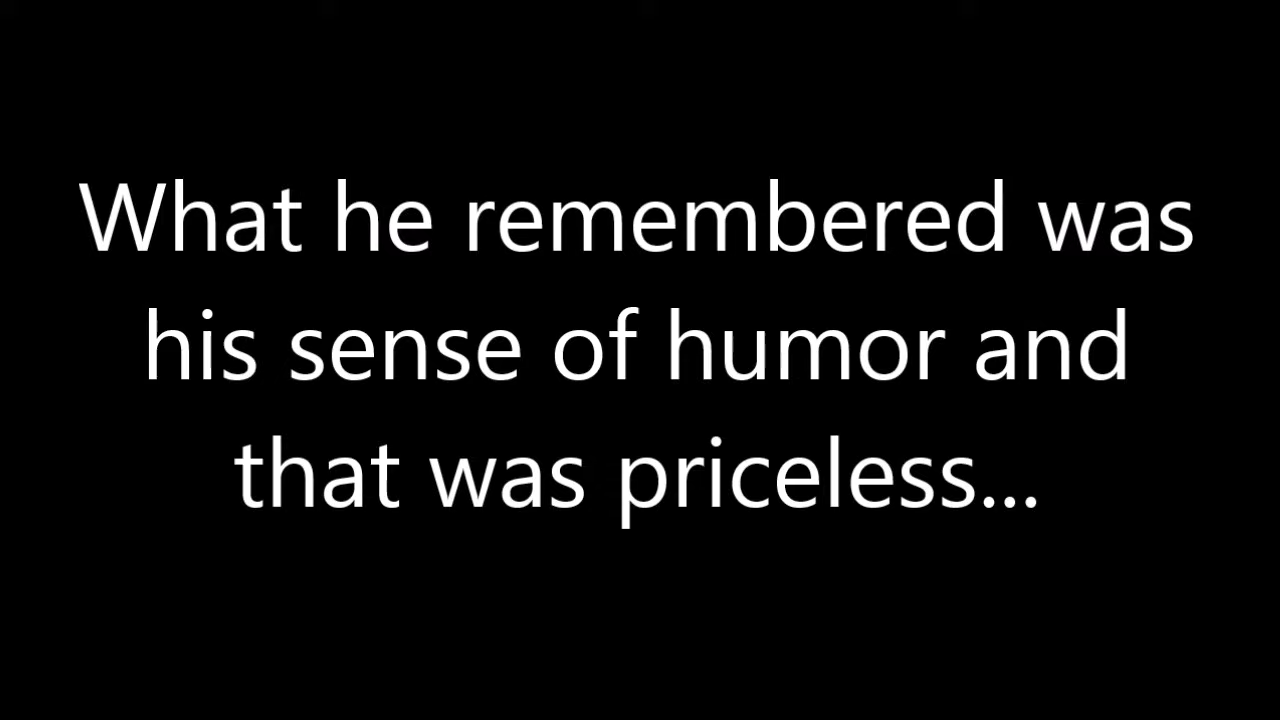 What he remembered was
his sense of humor and
that was priceless...